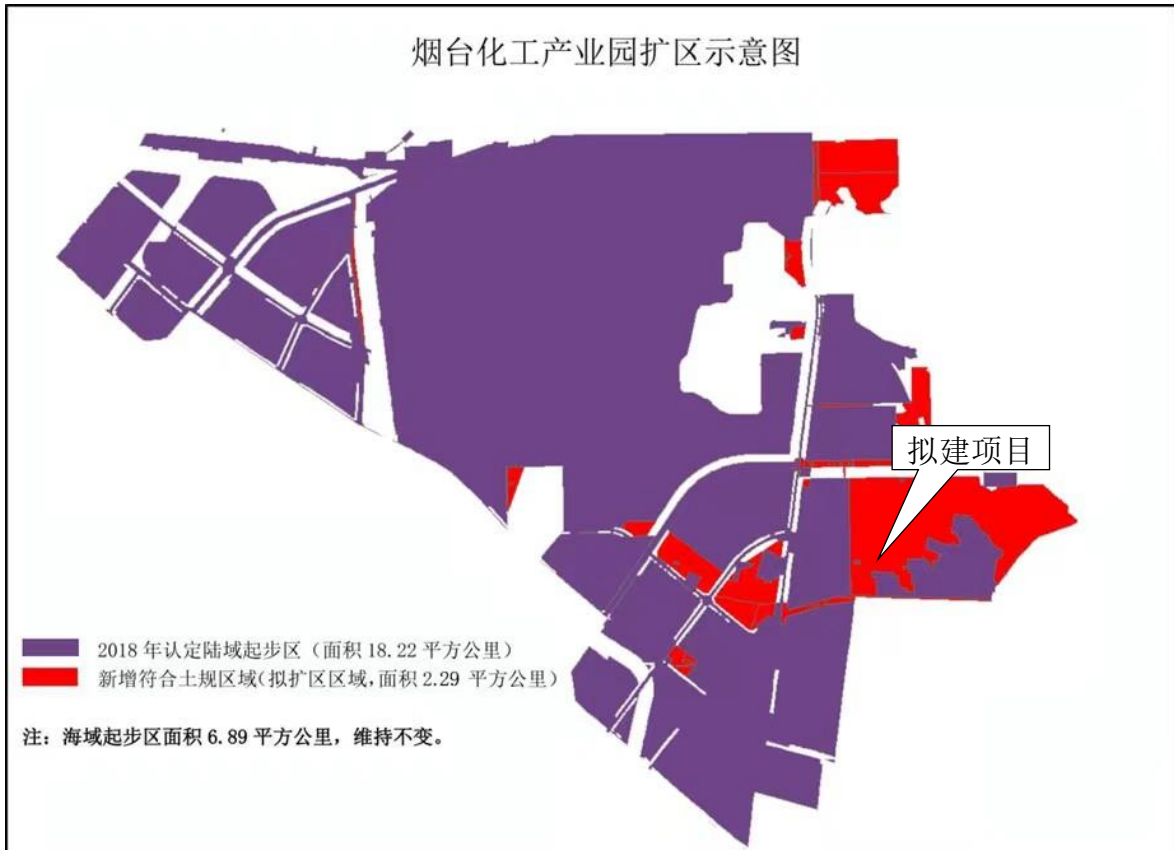 烟台化工产业园扩区示意图
拟建项目
2018 年认定陆域起步区（面积 18.22 平方公里）
新增符合土规区域(拟扩区区域,面积 2.29 平方公里）
注：海域起步区面积 6.89 平方公里，维持不变。